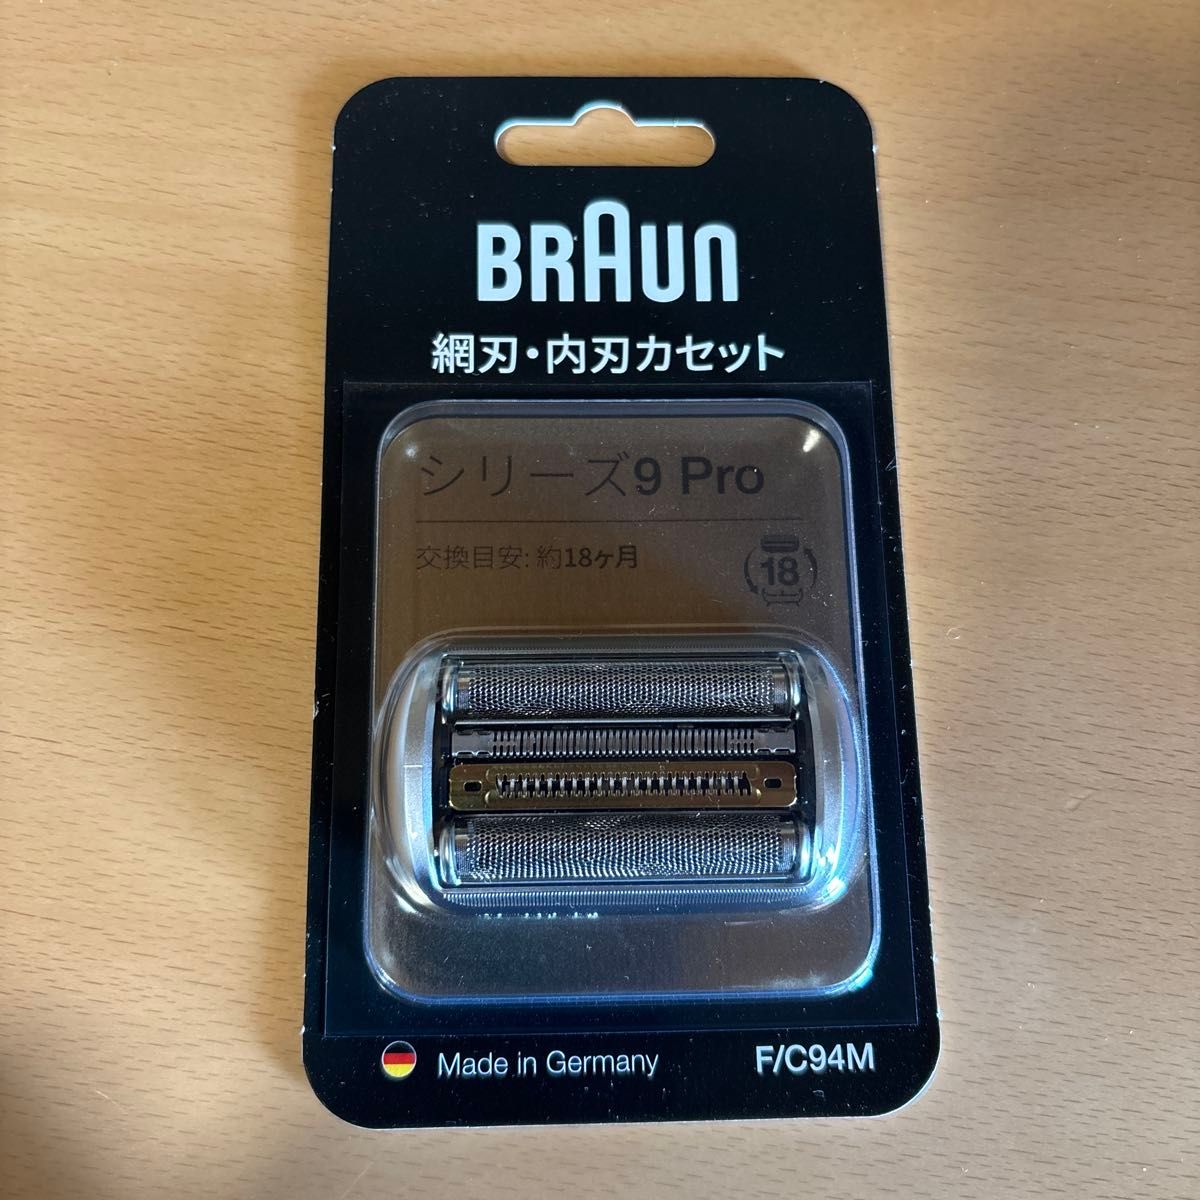 BRAUN
網刃・内刃カセット
シリーズ9 Pro
交換目安: 約18ヶ月
18
Made in Germany
F/C94M